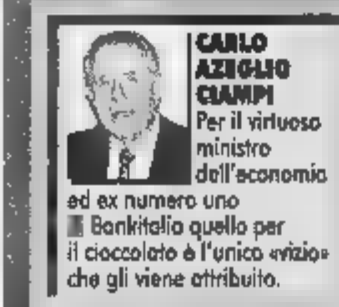 CARLO
AZEGLIO
CIAMPI
Per il virtuoso
ministro
dell'economia
ed ex numero uno
Bankitalia quello per
il cioccolato è l'unico «vizio»
che gli viene attribuito.